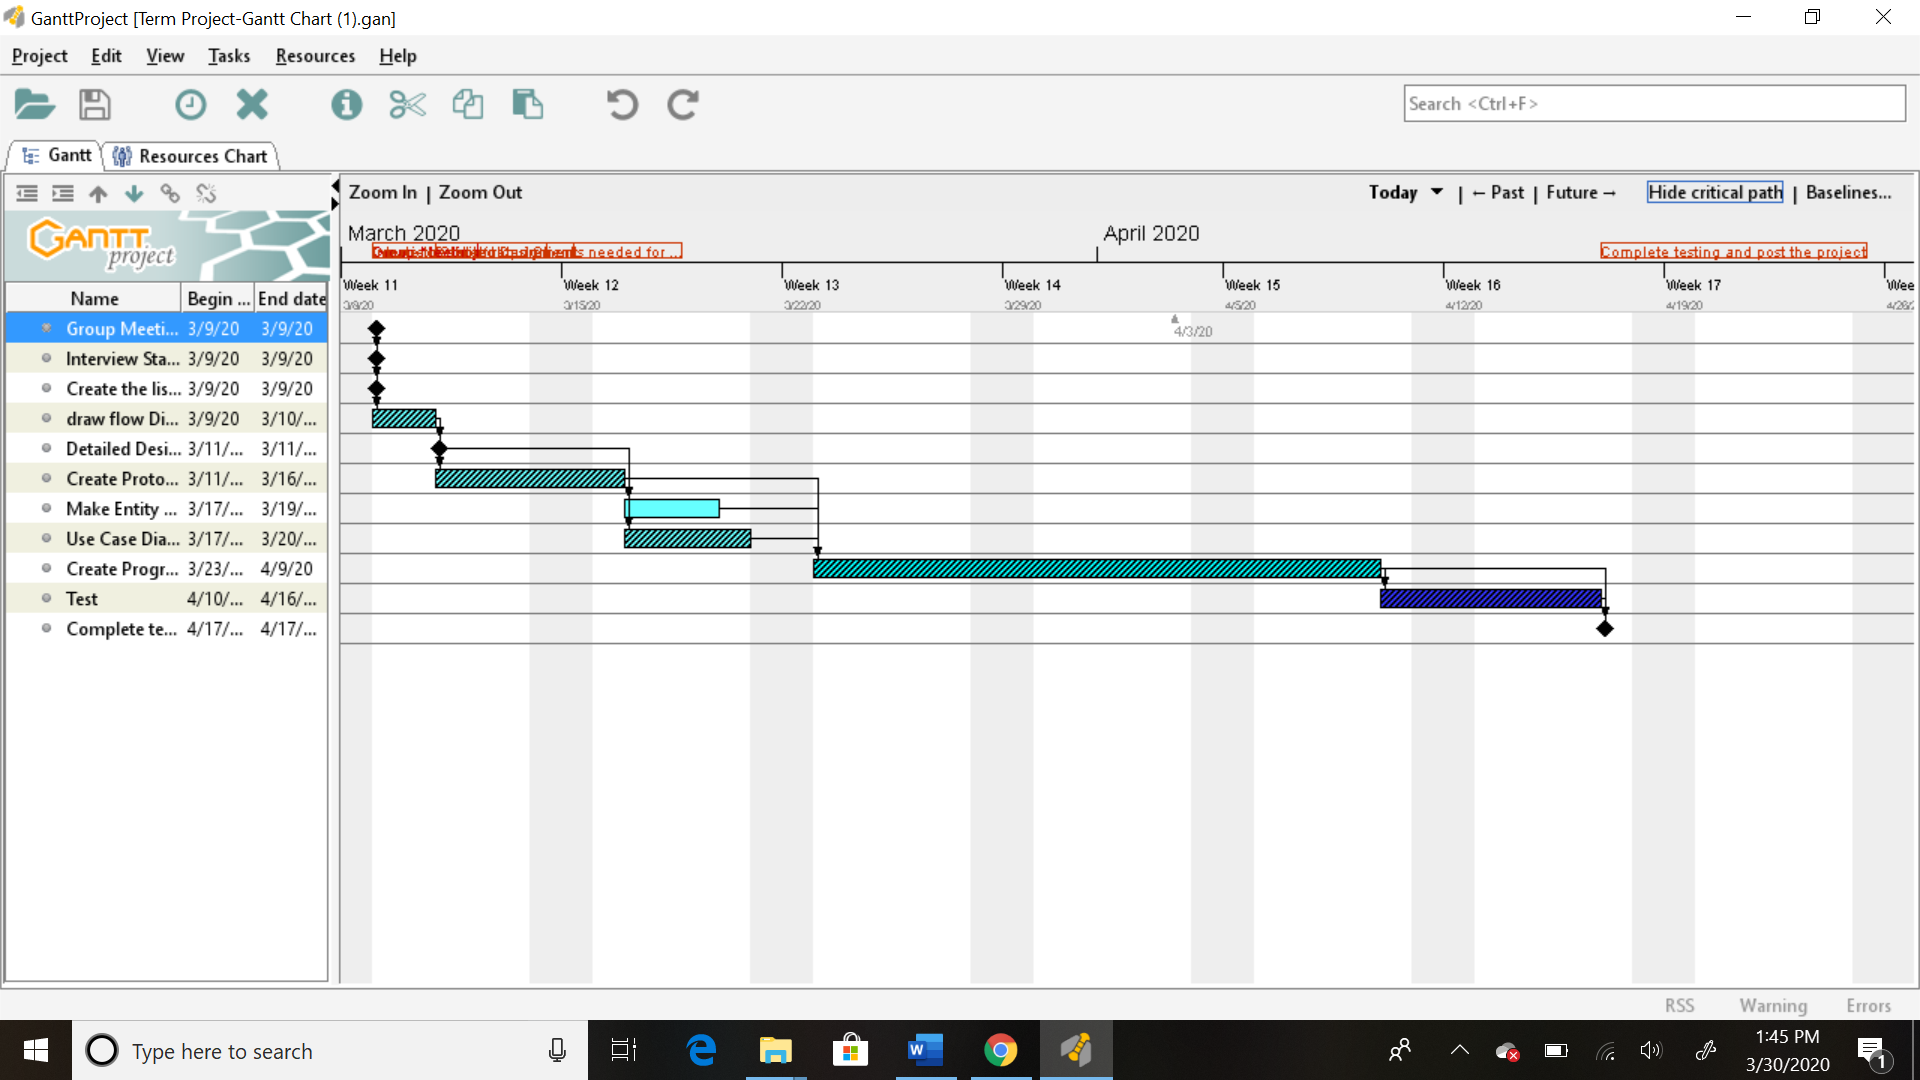 GanttProject [Term Project-Gantt Chart (1).gan]
Project Edit View Tasks Resources Help
Search <Ctrl+F>
Gantt Resources Chart
Zoom In | Zoom Out Today | ← Past | Future → Hide critical path | Baselines...
GANTT project
March 2020 April 2020
needed for ... Complete testing and post the project
Week 11 Week 12 Week 13 Week 14 Week 15 Week 16 Week 17 Wee
3/8/20 3/15/20 3/22/20 3/29/20 4/5/20 4/12/20 4/19/20 4/26/2
Name Begin ... End date
Group Meeti... 3/9/20 3/9/20
4/3/20
Interview Sta... 3/9/20 3/9/20
Create the lis... 3/9/20 3/9/20
draw flow Di... 3/9/20 3/10/...
Detailed Desi... 3/11/... 3/11/...
Create Proto... 3/11/... 3/16/...
Make Entity ... 3/17/... 3/19/...
Use Case Dia... 3/17/... 3/20/...
Create Progr... 3/23/... 4/9/20
Test 4/10/... 4/16/...
Complete te... 4/17/... 4/17/...
RSS Warning Errors
Type here to search
1:45 PM
3/30/2020
1